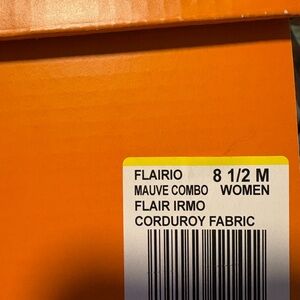 FLAIRIO 8 1/2 M
MAUVE COMBO WOMEN
FLAIR IRMO
CORDUROY FABRIC